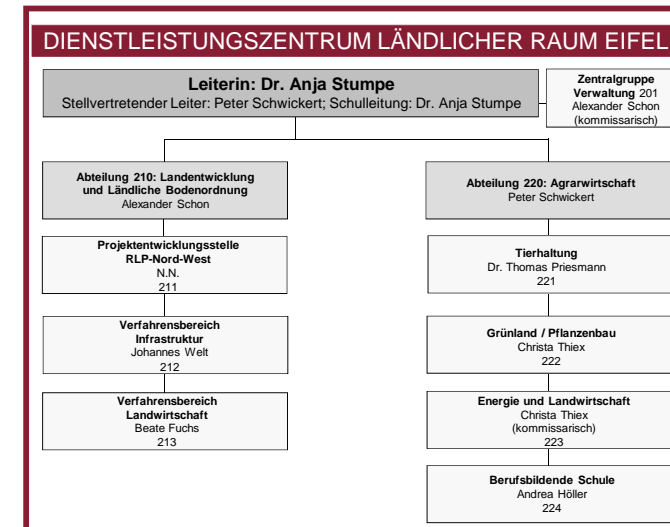 DIENSTLEISTUNGSZENTRUM LÄNDLICHER RAUM EIFEL
Leiterin: Dr. Anja Stumpe
Stellvertretender Leiter: Peter Schwickert; Schulleitung: Dr. Anja Stumpe
Zentralgruppe
Verwaltung 201
Alexander Schon
(kommissarisch)
Abteilung 210: Landentwicklung
und Ländliche Bodenordnung
Alexander Schon
Projektentwicklungsstelle
RLP-Nord-West
N.N.
211
Verfahrensbereich
Infrastruktur
Johannes Welt
212
Verfahrensbereich
Landwirtschaft
Beate Fuchs
213
Abteilung 220: Agrarwirtschaft
Peter Schwickert
Tierhaltung
Dr. Thomas Priesmann
221
Grünland / Pflanzenbau
Christa Thiex
222
Energie und Landwirtschaft
Christa Thiex
(kommissarisch)
223
Berufsbildende Schule
Andrea Höller
224